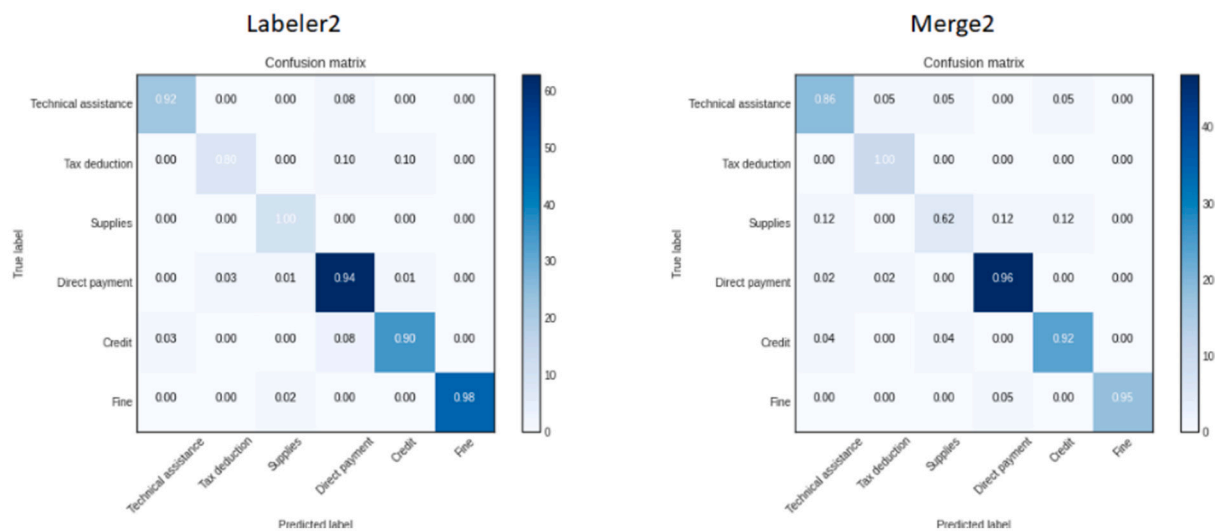 Labeler2
Confusion matrix
Technical assistance 0.92 0.00 0.00 0.08 0.00 0.00
Tax deduction 0.00 0.80 0.00 0.10 0.10 0.00
Supplies 0.00 0.00 1.00 0.00 0.00 0.00
Direct payment 0.00 0.03 0.01 0.94 0.01 0.00
Credit 0.03 0.00 0.00 0.08 0.90 0.00
Fine 0.00 0.00 0.02 0.00 0.00 0.98
True label
Technical assistance
Tax deduction
Supplies
Direct payment
Credit
Fine
Predicted label
60
50
40
30
20
10
0
Merge2
Confusion matrix
Technical assistance 0.86 0.05 0.05 0.00 0.05 0.00
Tax deduction 0.00 1.00 0.00 0.00 0.00 0.00
Supplies 0.12 0.00 0.62 0.12 0.12 0.00
Direct payment 0.02 0.02 0.00 0.96 0.00 0.00
Credit 0.04 0.00 0.04 0.00 0.92 0.00
Fine 0.00 0.00 0.00 0.05 0.00 0.95
True label
Technical assistance
Tax deduction
Supplies
Direct payment
Credit
Fine
Predicted label
40
30
20
10
0